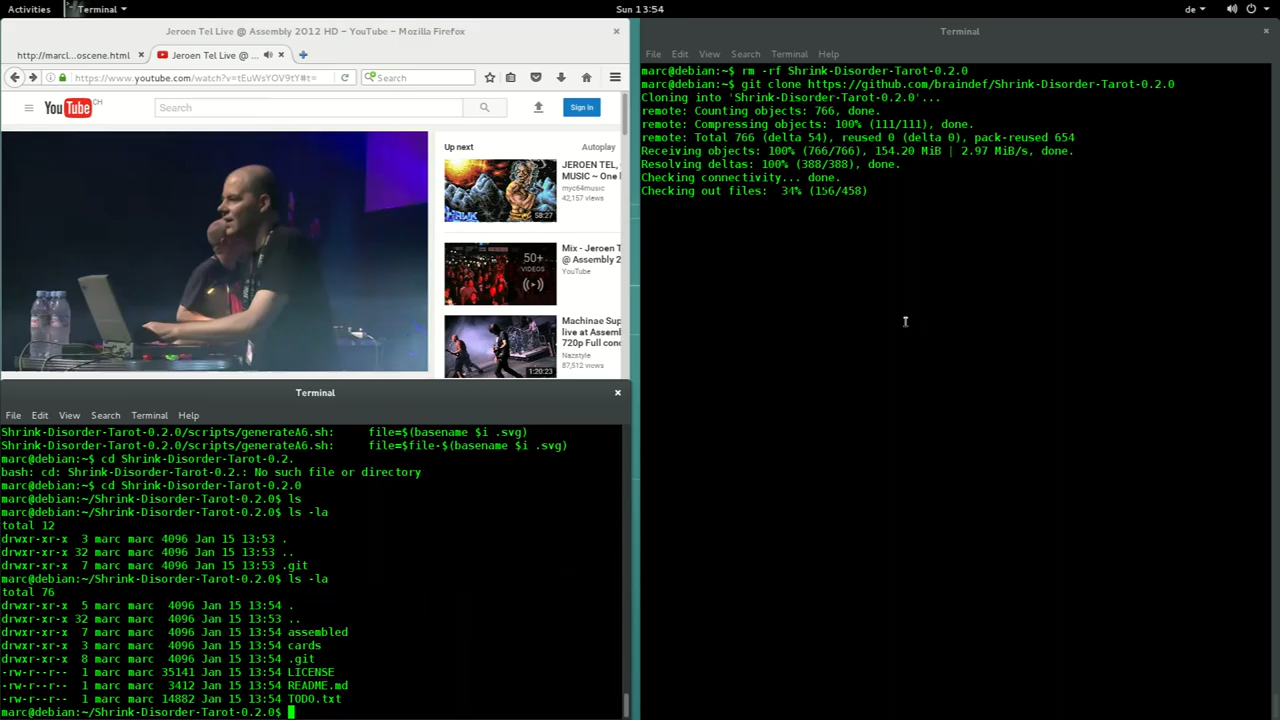 Activities Terminal Sun 13:54 de
Jeroen Tel Live @ Assembly 2012 HD – YouTube – Mozilla Firefox
http://marcl...oscene.html Jeroen Tel Live @ ...
https://www.youtube.com/watch?v=tEuWsYOV9tY#t= Search
YouTube CH Search Sign In
Up next Autoplay
JEROEN TEL,
MUSIC ~ One
myc64music
42,157 views
58:27
Mix - Jeroen T
@ Assembly 2
YouTube
50+
VIDEOS
Machinae Sup
live at Assemb
720p Full conc
Nazstyle
87,512 views
1:20:23
Terminal
File Edit View Search Terminal Help
Shrink-Disorder-Tarot-0.2.0/scripts/generateA6.sh: file=$(basename $i .svg)
Shrink-Disorder-Tarot-0.2.0/scripts/generateA6.sh: file=$file-$(basename $i .svg)
marc@debian:~$ cd Shrink-Disorder-Tarot-0.2.
bash: cd: Shrink-Disorder-Tarot-0.2.: No such file or directory
marc@debian:~$ cd Shrink-Disorder-Tarot-0.2.0
marc@debian:~/Shrink-Disorder-Tarot-0.2.0$ ls
marc@debian:~/Shrink-Disorder-Tarot-0.2.0$ ls -la
total 12
drwxr-xr-x 3 marc marc 4096 Jan 15 13:53 .
drwxr-xr-x 32 marc marc 4096 Jan 15 13:53 ..
drwxr-xr-x 7 marc marc 4096 Jan 15 13:53 .git
marc@debian:~/Shrink-Disorder-Tarot-0.2.0$ ls -la
total 76
drwxr-xr-x 5 marc marc 4096 Jan 15 13:54 .
drwxr-xr-x 32 marc marc 4096 Jan 15 13:54 ..
drwxr-xr-x 7 marc marc 4096 Jan 15 13:54 assembled
drwxr-xr-x 3 marc marc 4096 Jan 15 13:54 cards
drwxr-xr-x 8 marc marc 4096 Jan 15 13:54 .git
-rw-r--r-- 1 marc marc 35141 Jan 15 13:54 LICENSE
-rw-r--r-- 1 marc marc 3412 Jan 15 13:54 README.md
-rw-r--r-- 1 marc marc 14882 Jan 15 13:54 TODO.txt
marc@debian:~/Shrink-Disorder-Tarot-0.2.0$
Terminal
File Edit View Search Terminal Help
marc@debian:~$ rm -rf Shrink-Disorder-Tarot-0.2.0
marc@debian:~$ git clone https://github.com/braindef/Shrink-Disorder-Tarot-0.2.0
Cloning into 'Shrink-Disorder-Tarot-0.2.0'...
remote: Counting objects: 766, done.
remote: Compressing objects: 100% (111/111), done.
remote: Total 766 (delta 54), reused 0 (delta 0), pack-reused 654
Receiving objects: 100% (766/766), 154.20 MiB | 2.97 MiB/s, done.
Resolving deltas: 100% (388/388), done.
Checking connectivity... done.
Checking out files: 34% (156/458)